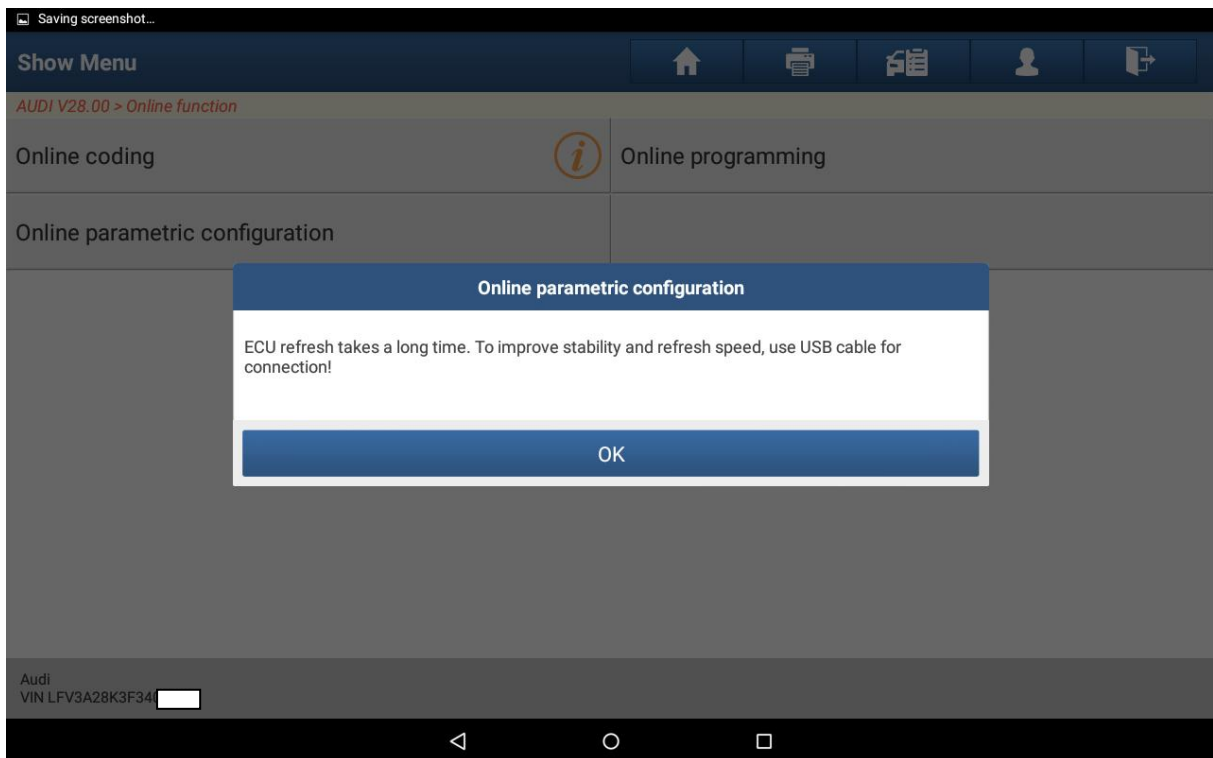 Saving screenshot...
Show Menu
AUDI V28.00 > Online function
Online coding
i
Online programming
Online parametric configuration
Online parametric configuration
ECU refresh takes a long time. To improve stability and refresh speed, use USB cable for
connection!
OK
Audi
VIN LFV3A28K3F34